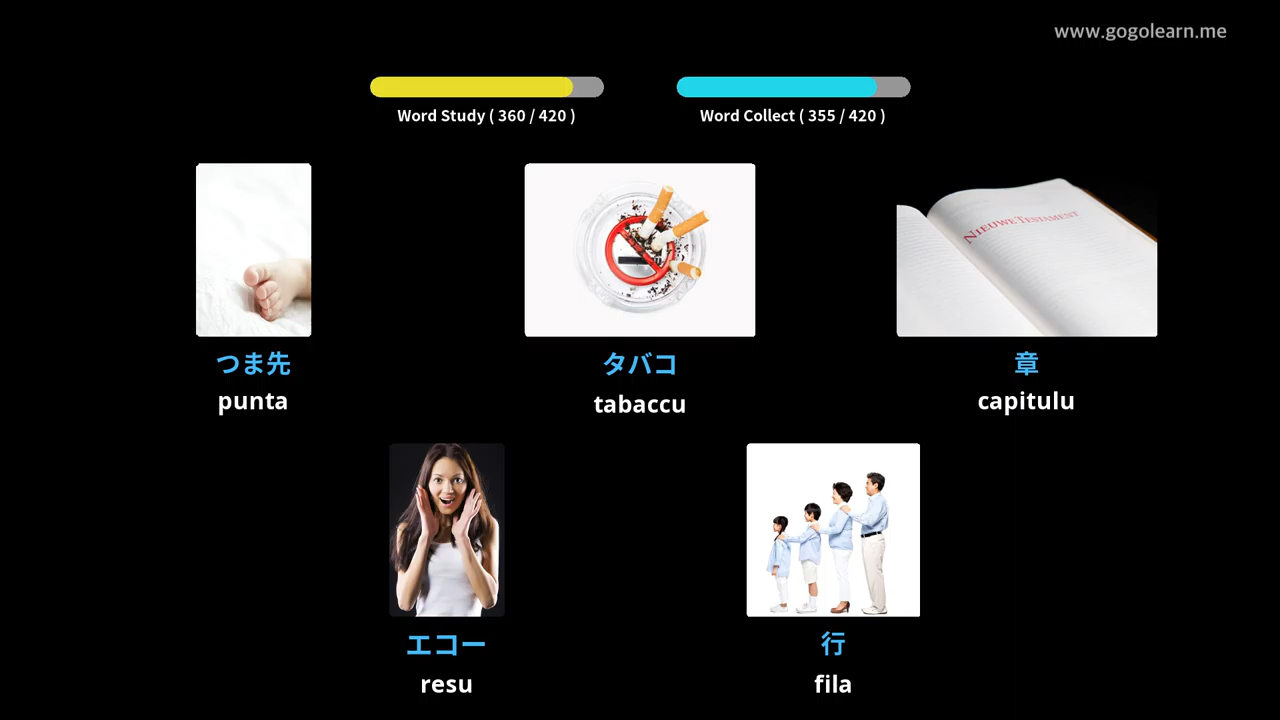 www.gogolearn.me
Word Study ( 360 / 420 )
Word Collect ( 355 / 420 )
NIEUWE TESTAMENT
つま先
punta
タバコ
tabaccu
章
capitulu
エコー
resu
行
fila